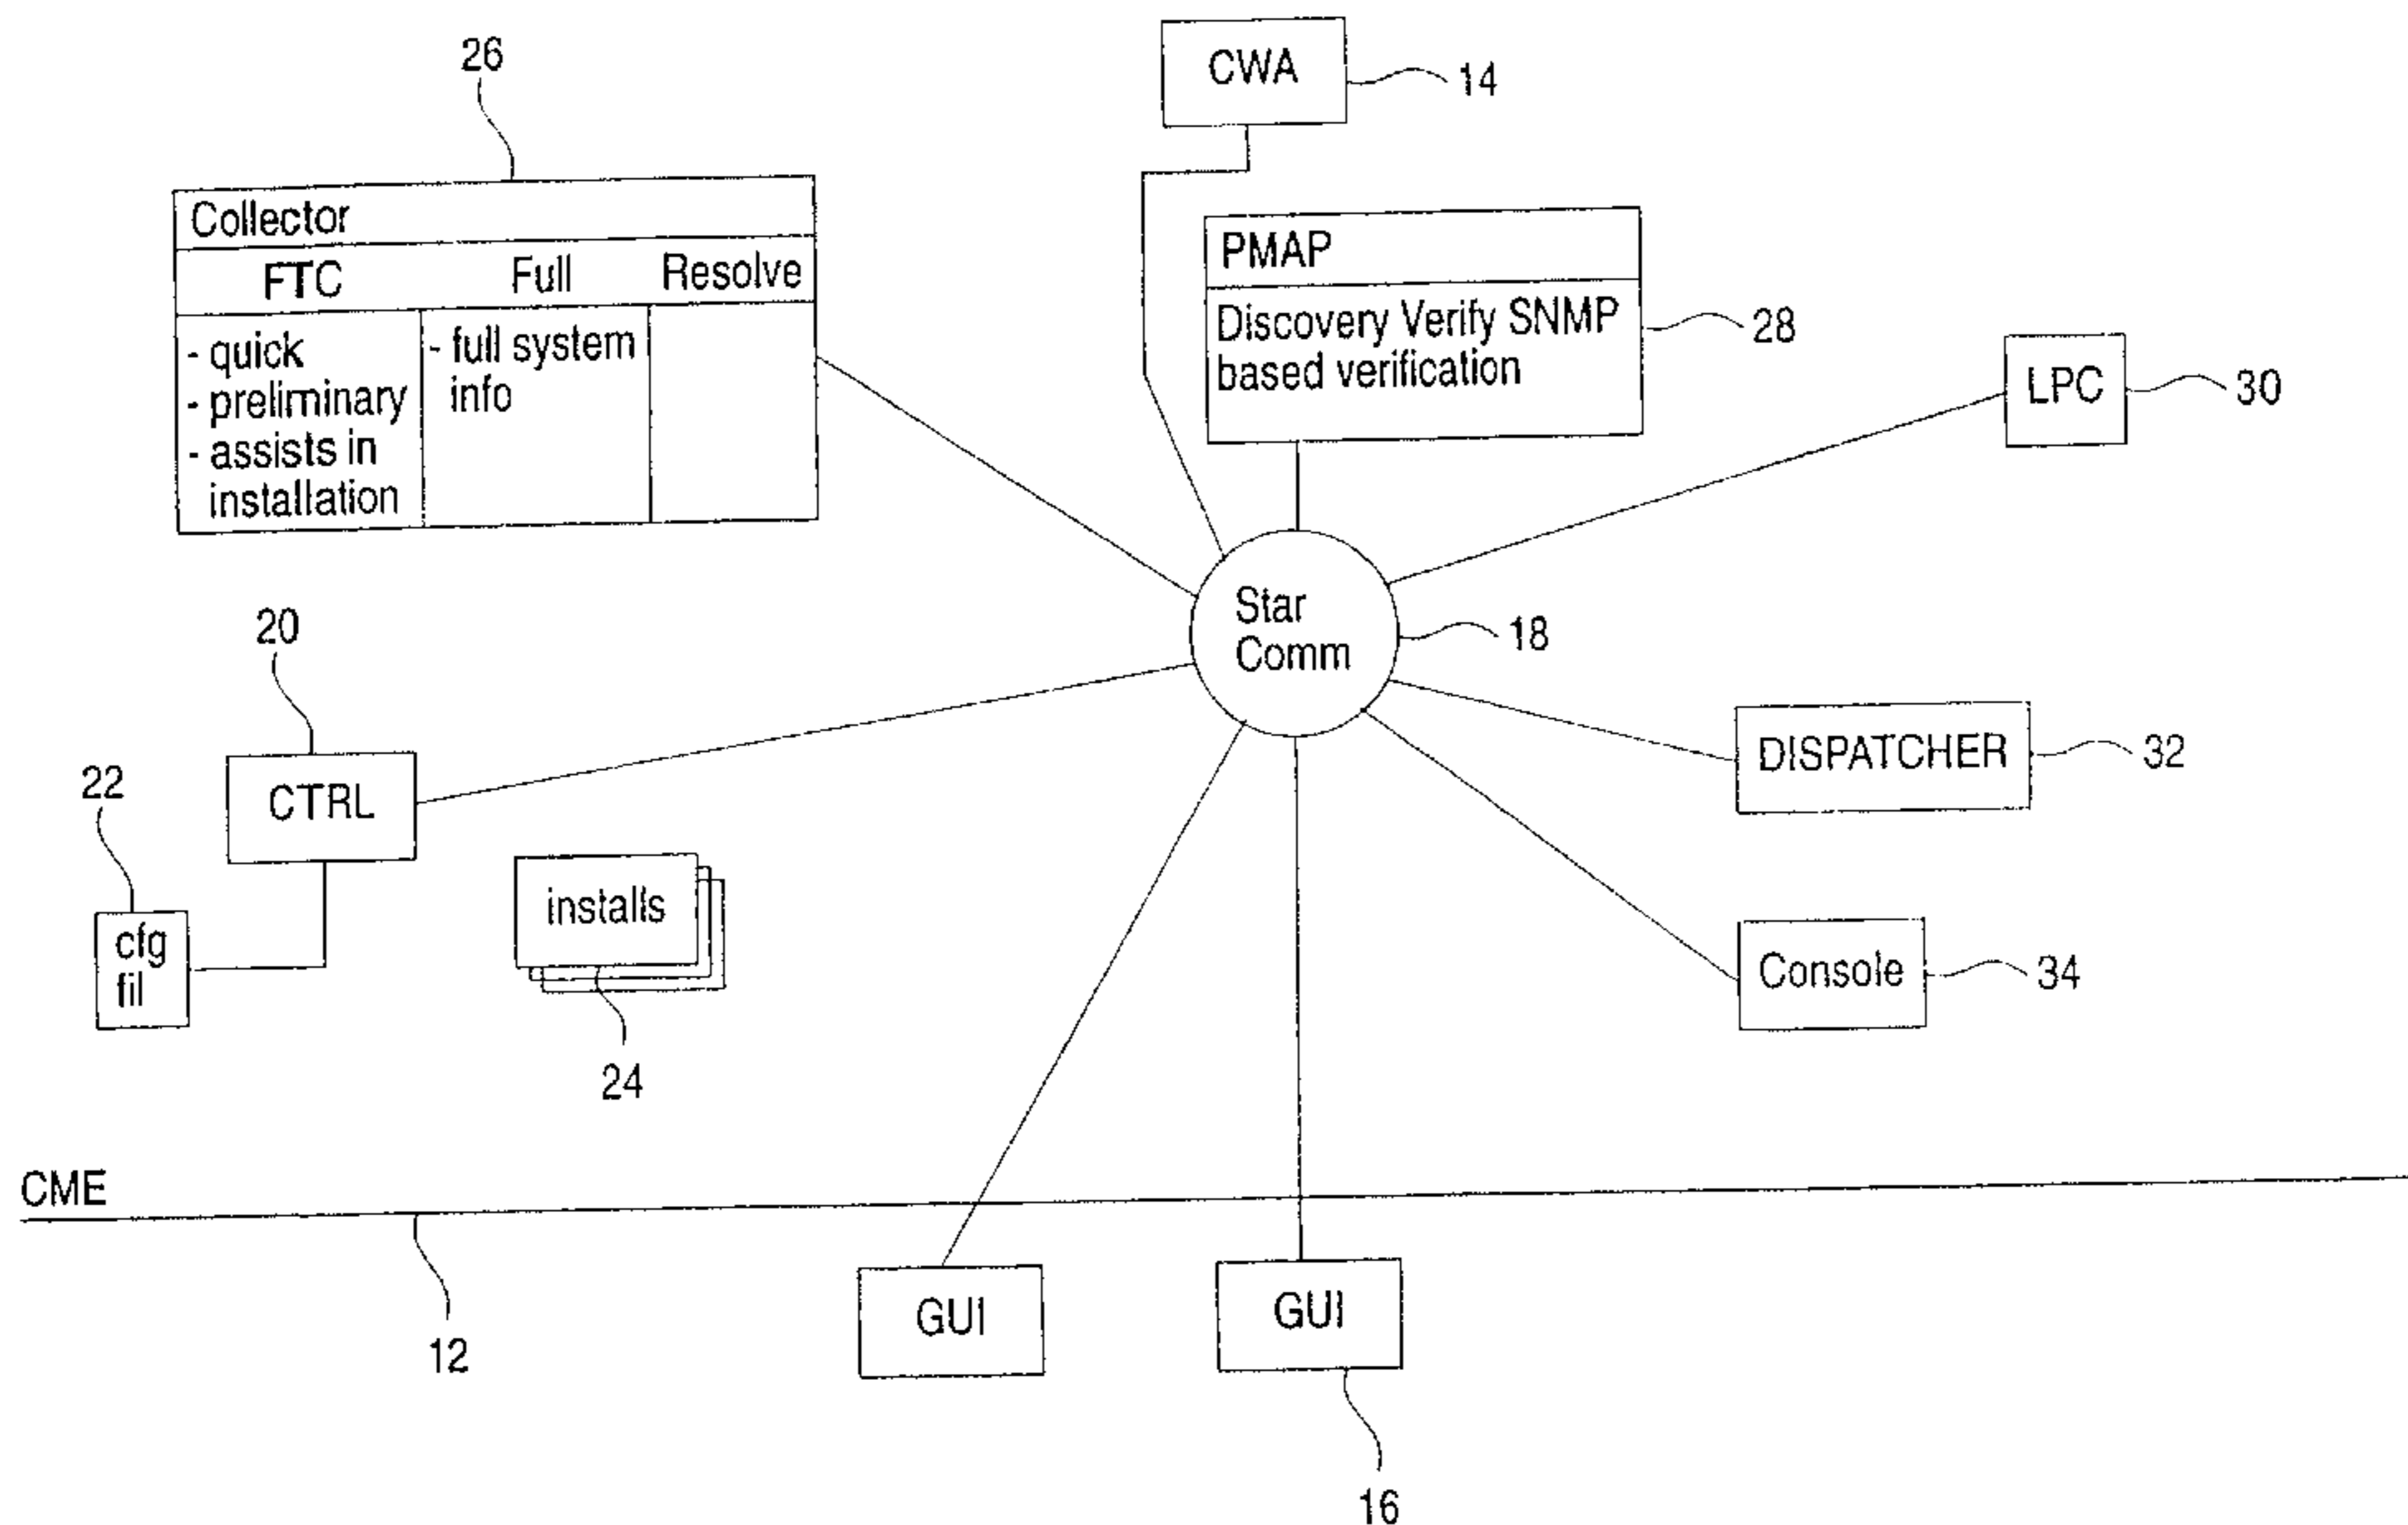 26
CWA
14
Collector
FTC Full Resolve
- quick
- preliminary
- assists in
installation
- full system
info
PMAP
Discovery Verify SNMP
based verification
28
LPC
30
Star
Comm
18
20
CTRL
22
cfg
fil
installs
24
DISPATCHER
32
Console
34
CME
12
GUI
GUI
16